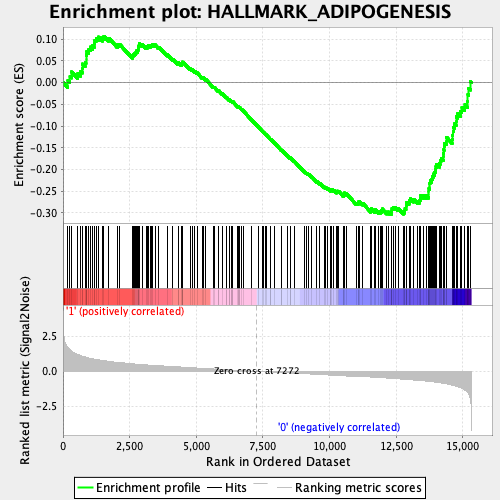 Enrichment plot: HALLMARK_ADIPOGENESIS
Enrichment score (ES)
0.10
0.05
0.00
-0.05
-0.10
-0.15
-0.20
-0.25
-0.30
'1' (positively correlated)
Ranked list metric (Signal2Noise)
2.5
0.0
-2.5
Zero cross at 7272
'0' (negatively correlated)
0
2,500
5,000
7,500
10,000
12,500
15,000
Rank in Ordered Dataset
Enrichment profile
Hits
Ranking metric scores